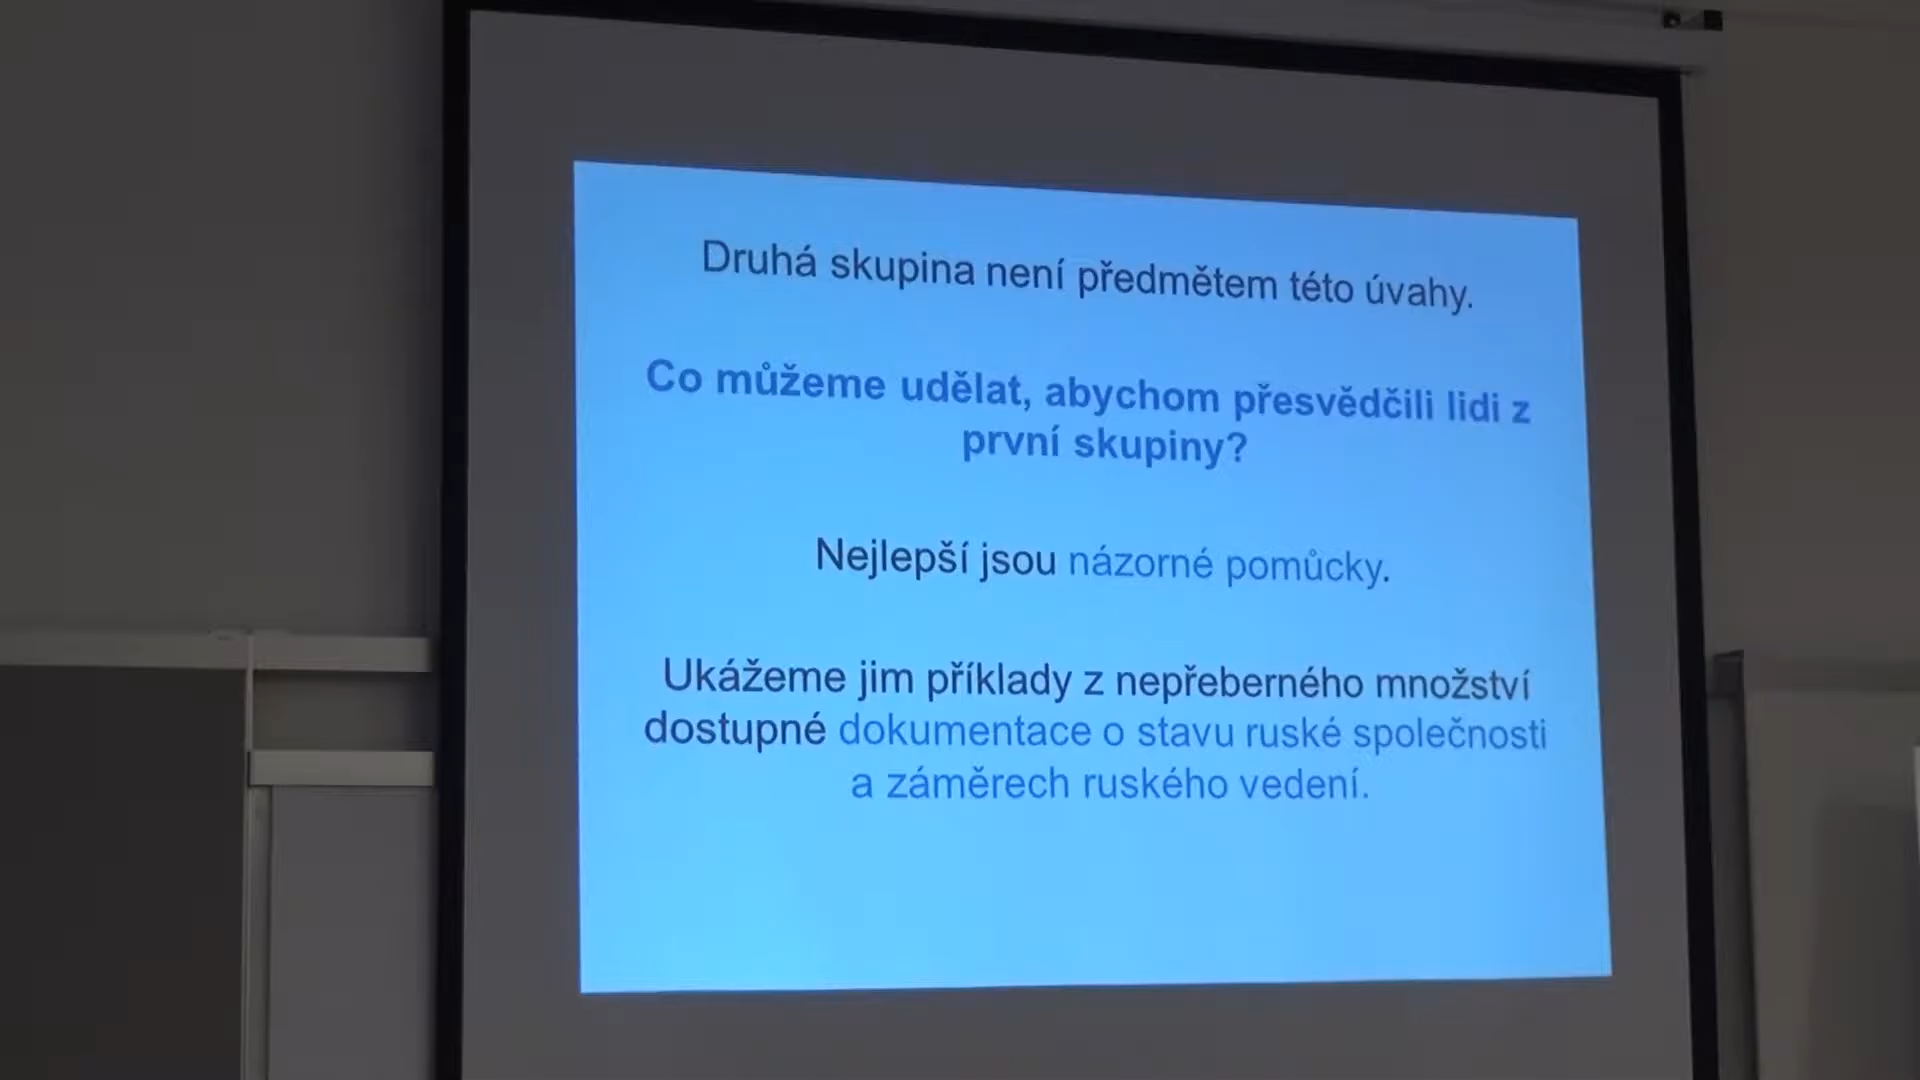 Druhá skupina není předmětem této úvahy.
Co můžeme udělat, abychom přesvědčili lidi z
první skupiny?
Nejlepší jsou názorné pomůcky.
Ukážeme jim příklady z nepřeberného množství
dostupné dokumentace o stavu ruské společnosti
a záměrech ruského vedení.